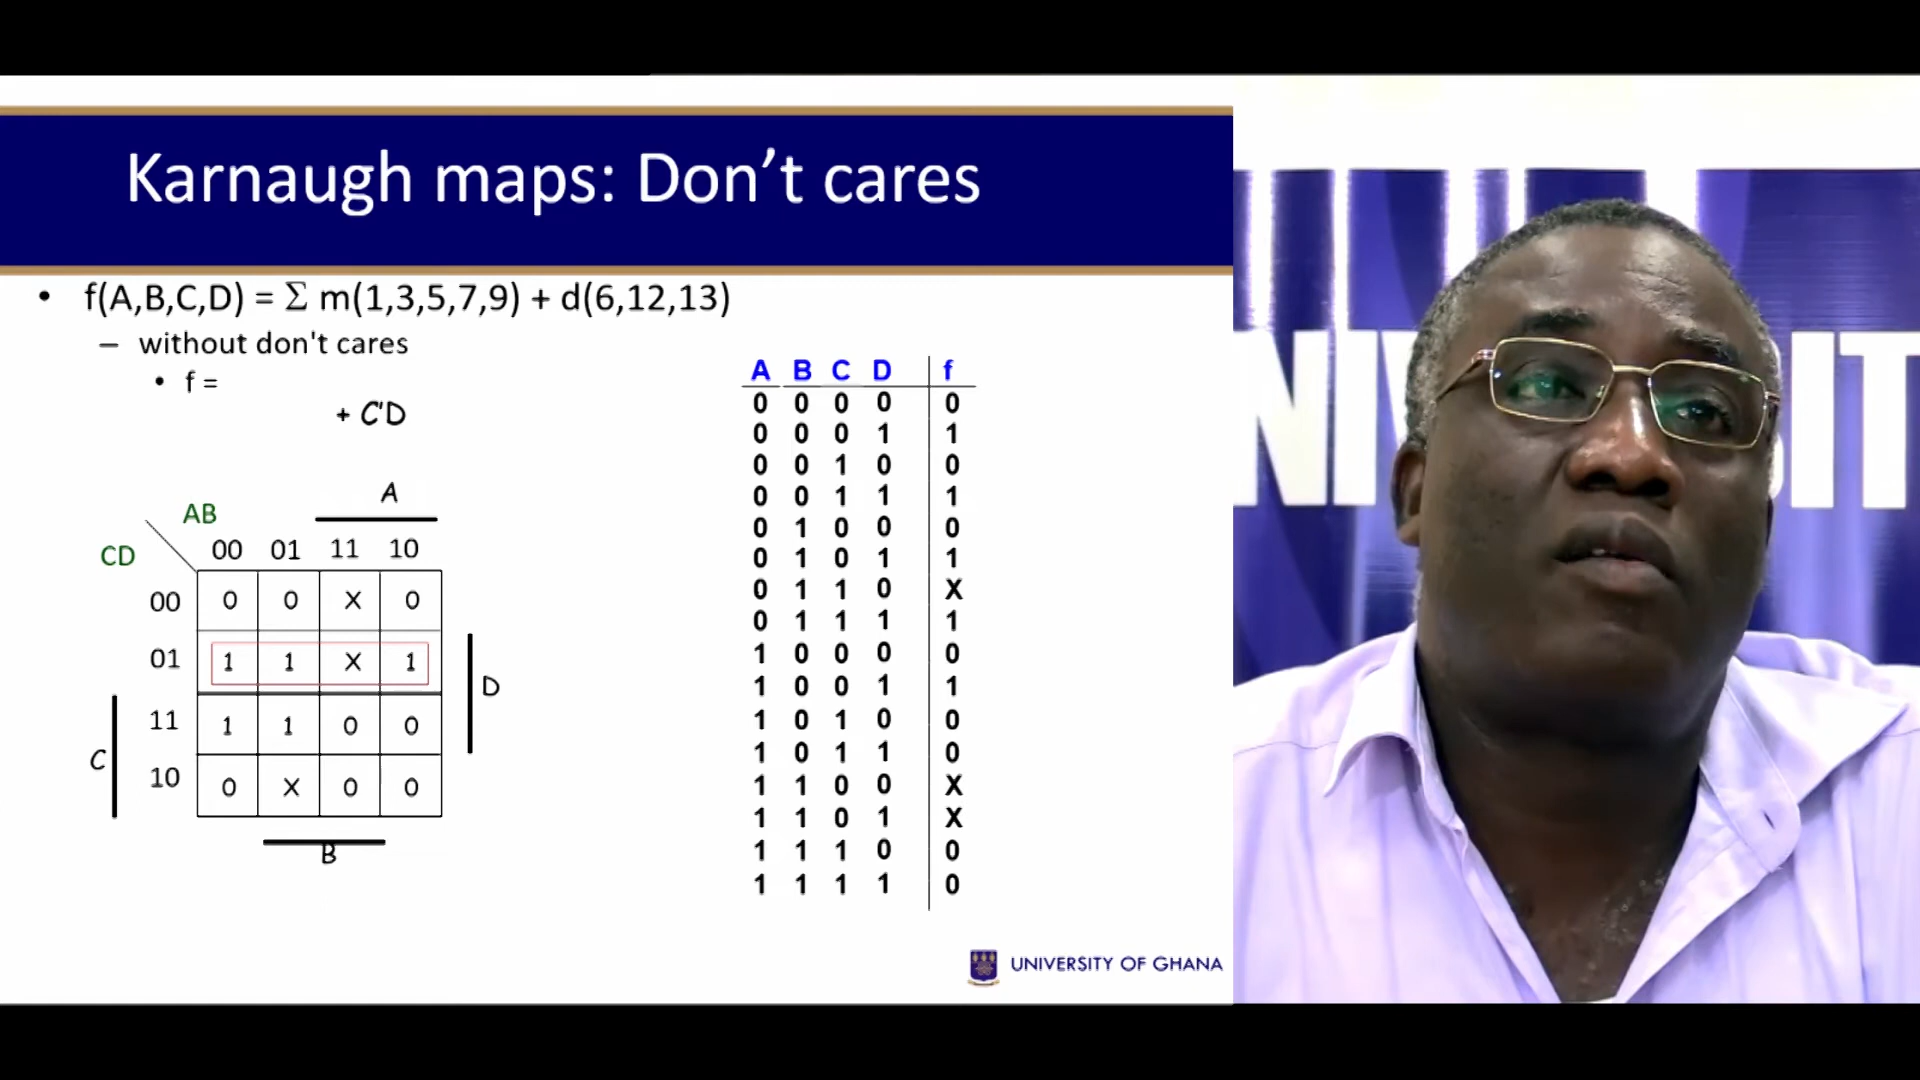 Karnaugh maps: Don't cares
• f(A,B,C,D) = Σ m(1,3,5,7,9) + d(6,12,13)
– without don't cares
• f =
+ C'D
A
AB
CD
00 01 11 10
00 0 0 X 0
01 1 1 X 1
D
11 1 1 0 0
C
10 0 X 0 0
B
A B C D f
0 0 0 0 0
0 0 0 1 1
0 0 1 0 0
0 0 1 1 1
0 1 0 0 0
0 1 0 1 1
0 1 1 0 X
0 1 1 1 1
1 0 0 0 0
1 0 0 1 1
1 0 1 0 0
1 0 1 1 0
1 1 0 0 X
1 1 0 1 X
1 1 1 0 0
1 1 1 1 0
UNIVERSITY OF GHANA